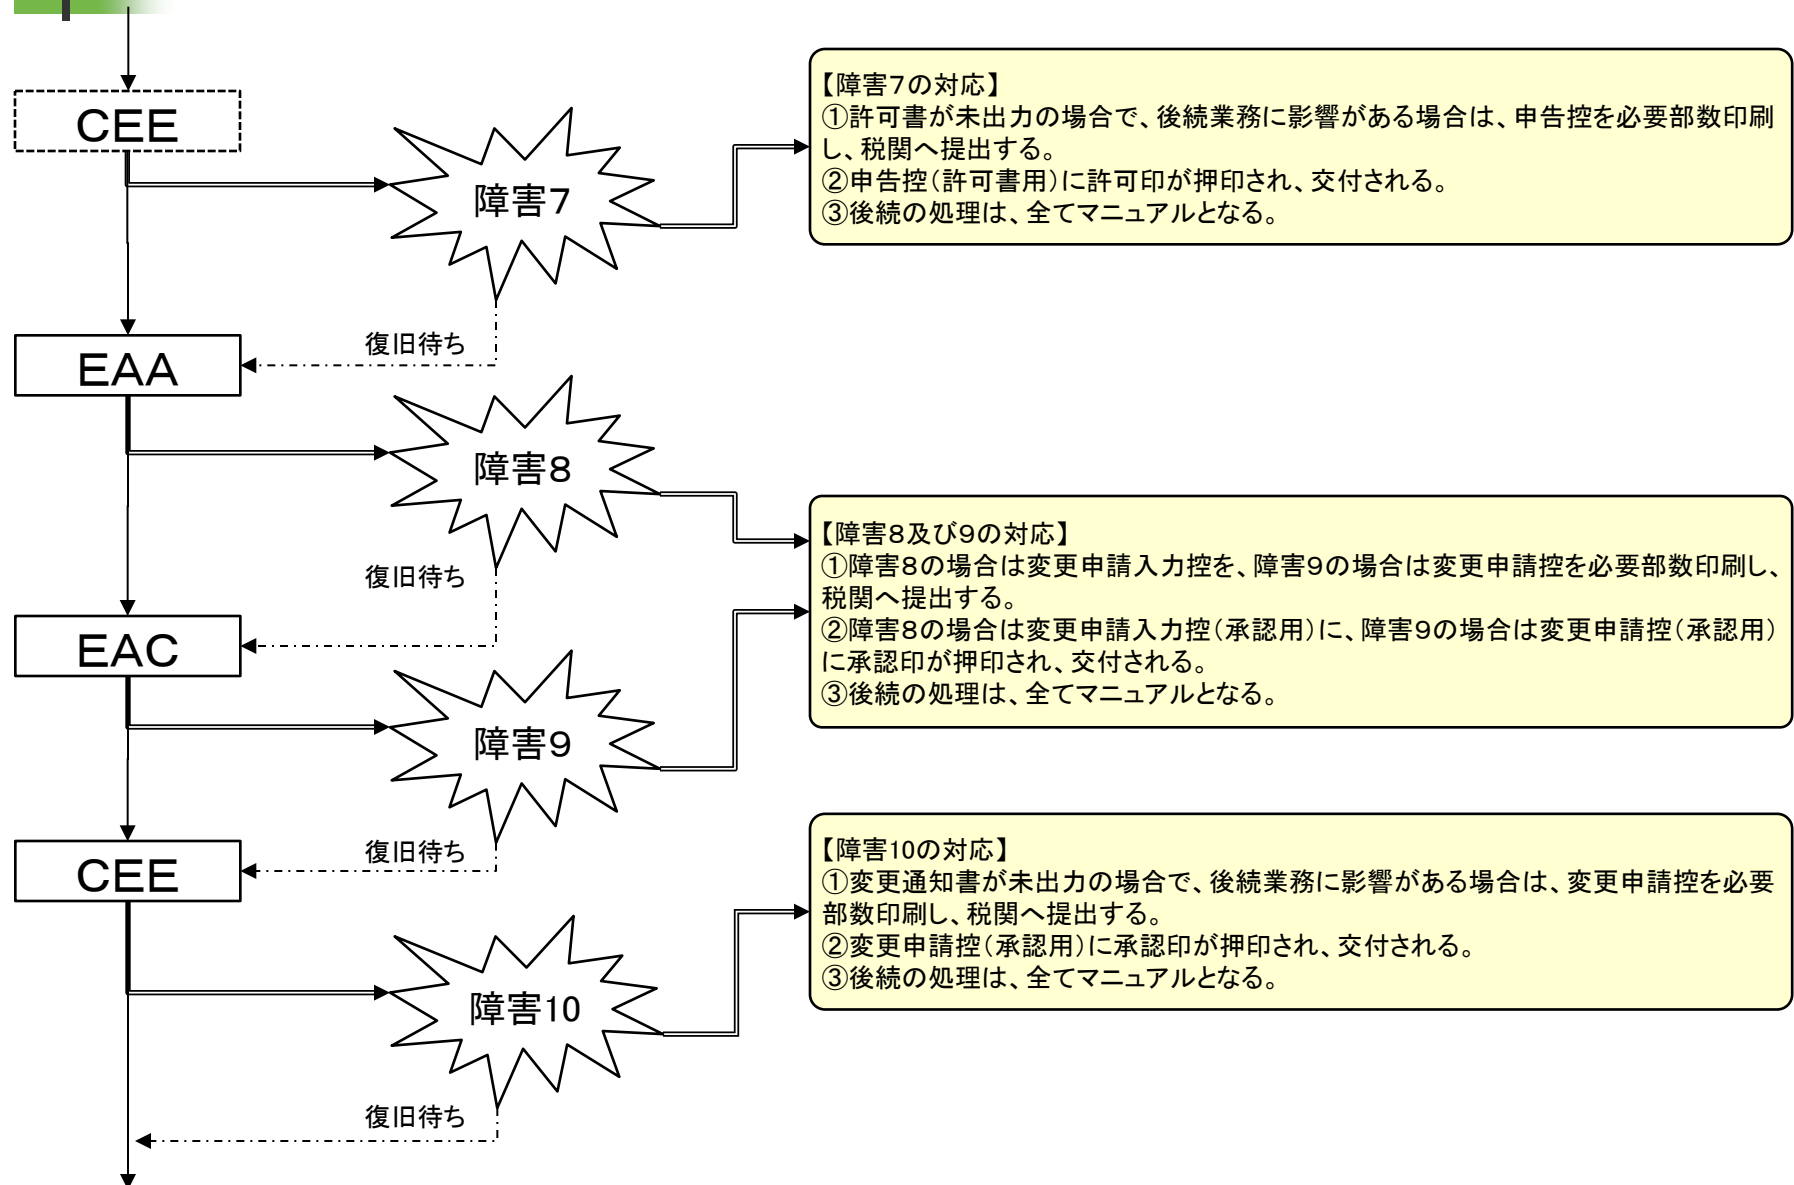 CEE
障害7
【障害7の対応】
①許可書が未出力の場合で、後続業務に影響がある場合は、申告控を必要部数印刷
し、税関へ提出する。
②申告控(許可書用)に許可印が押印され、交付される。
③後続の処理は、全てマニュアルとなる。
復旧待ち
EAA
障害8
復旧待ち
【障害8及び9の対応】
①障害8の場合は変更申請入力控を、障害9の場合は変更申請控を必要部数印刷し、
税関へ提出する。
②障害8の場合は変更申請入力控(承認用)に、障害9の場合は変更申請控(承認用)
に承認印が押印され、交付される。
③後続の処理は、全てマニュアルとなる。
EAC
障害9
復旧待ち
CEE
【障害10の対応】
①変更通知書が未出力の場合で、後続業務に影響がある場合は、変更申請控を必要
部数印刷し、税関へ提出する。
②変更申請控(承認用)に承認印が押印され、交付される。
③後続の処理は、全てマニュアルとなる。
障害10
復旧待ち